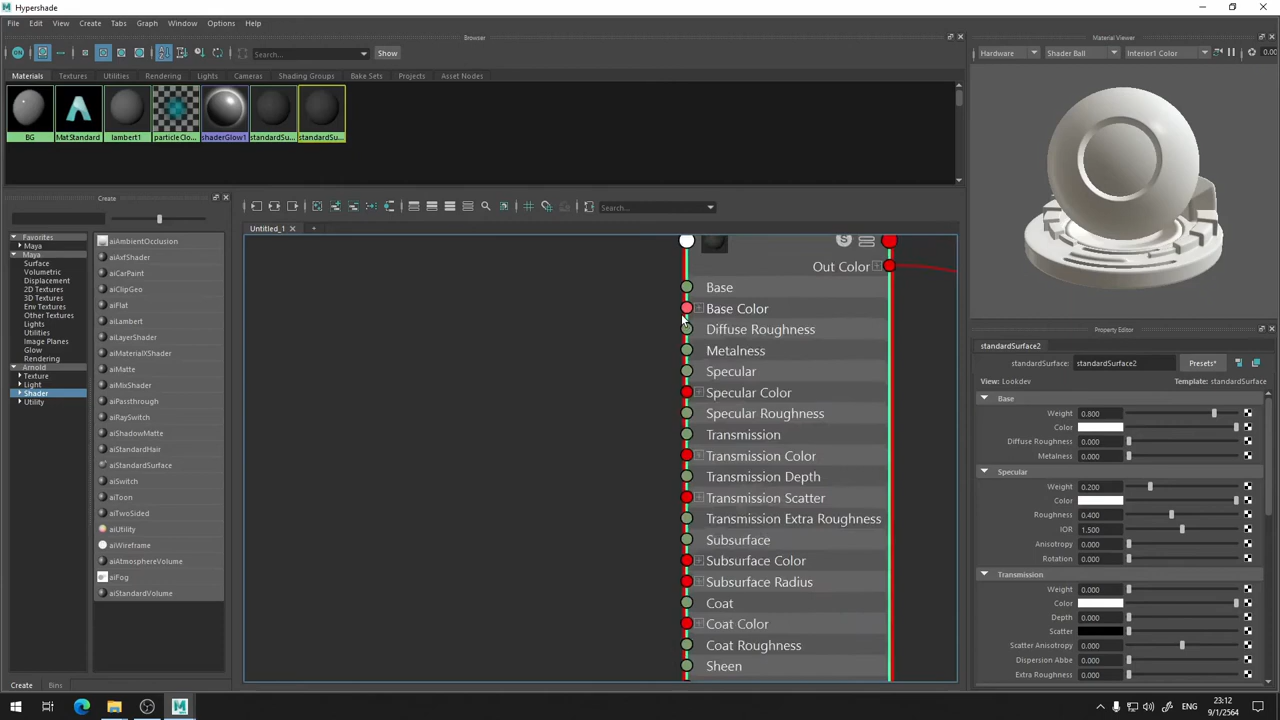 Hypershade
File Edit View Create Tabs Graph Window Options Help
Browser
ON Search... Show
Materials Textures Utilities Rendering Lights Cameras Shading Groups Bake Sets Projects Asset Nodes
BG MatStandard lambert1 particleClo... shaderGlow1 standardSu... standardSu...
Create
Favorites
Maya
Maya
Surface
Volumetric
Displacement
2D Textures
3D Textures
Env Textures
Other Textures
Lights
Utilities
Image Planes
Glow
Rendering
Arnold
Texture
Light
Shader
Utility
aiAmbientOcclusion
aiAxfShader
aiCarPaint
aiClipGeo
aiFlat
aiLambert
aiLayerShader
aiMaterialXShader
aiMatte
aiMixShader
aiPassthrough
aiRaySwitch
aiShadowMatte
aiStandardHair
aiStandardSurface
aiSwitch
aiToon
aiTwoSided
aiUtility
aiWireframe
aiAtmosphereVolume
aiFog
aiStandardVolume
Create Bins
Search...
Untitled_1 +
S
Out Color
Base
Base Color
Diffuse Roughness
Metalness
Specular
Specular Color
Specular Roughness
Transmission
Transmission Color
Transmission Depth
Transmission Scatter
Transmission Extra Roughness
Subsurface
Subsurface Color
Subsurface Radius
Coat
Coat Color
Coat Roughness
Sheen
Material Viewer
Hardware Shader Ball Interior1 Color 0.00
Property Editor
standardSurface2
standardSurface: standardSurface2 Presets*
View: Lookdev Template: standardSurface
Base
Weight 0.800
Color
Diffuse Roughness 0.000
Metalness 0.000
Specular
Weight 0.200
Color
Roughness 0.400
IOR 1.500
Anisotropy 0.000
Rotation 0.000
Transmission
Weight 0.000
Color
Depth 0.000
Scatter
Scatter Anisotropy 0.000
Dispersion Abbe 0.000
Extra Roughness 0.000
ENG 23:12
9/1/2564